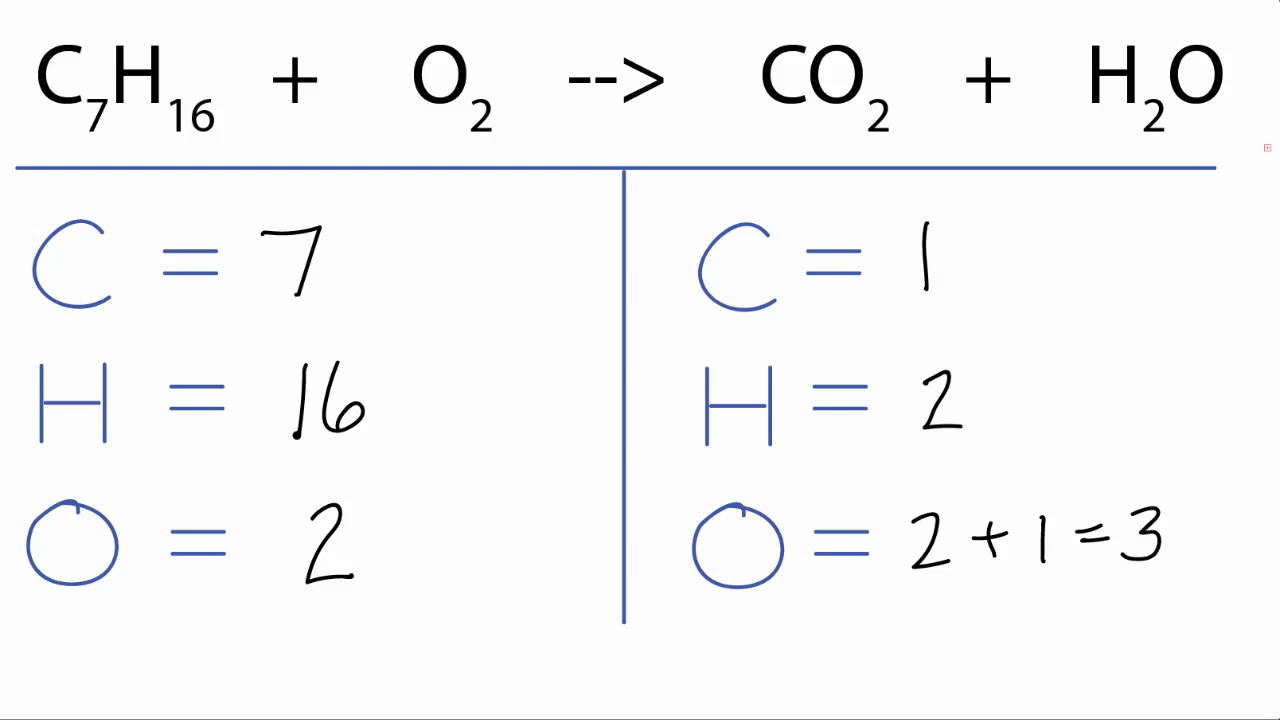 C₇H₁₆ + O₂ --> CO₂ + H₂O
C = 7 C = 1
H = 16 H = 2
O = 2 O = 2 + 1 = 3